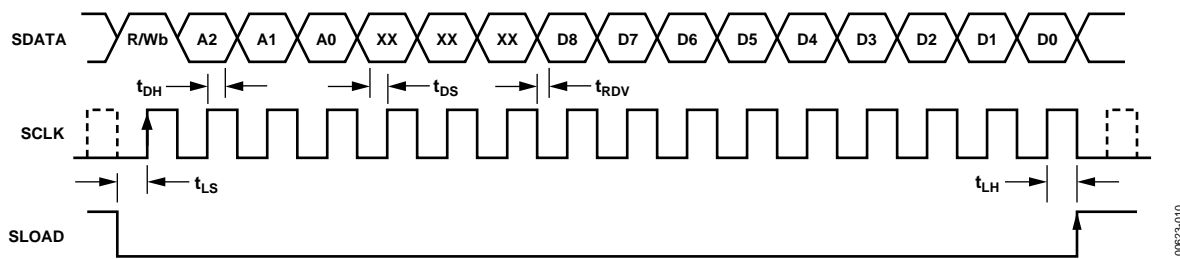 SDATA R/Wb A2 A1 A0 XX XX XX D8 D7 D6 D5 D4 D3 D2 D1 D0
tDH tDS tRDV
SCLK
tLS tLH
SLOAD
00623-010